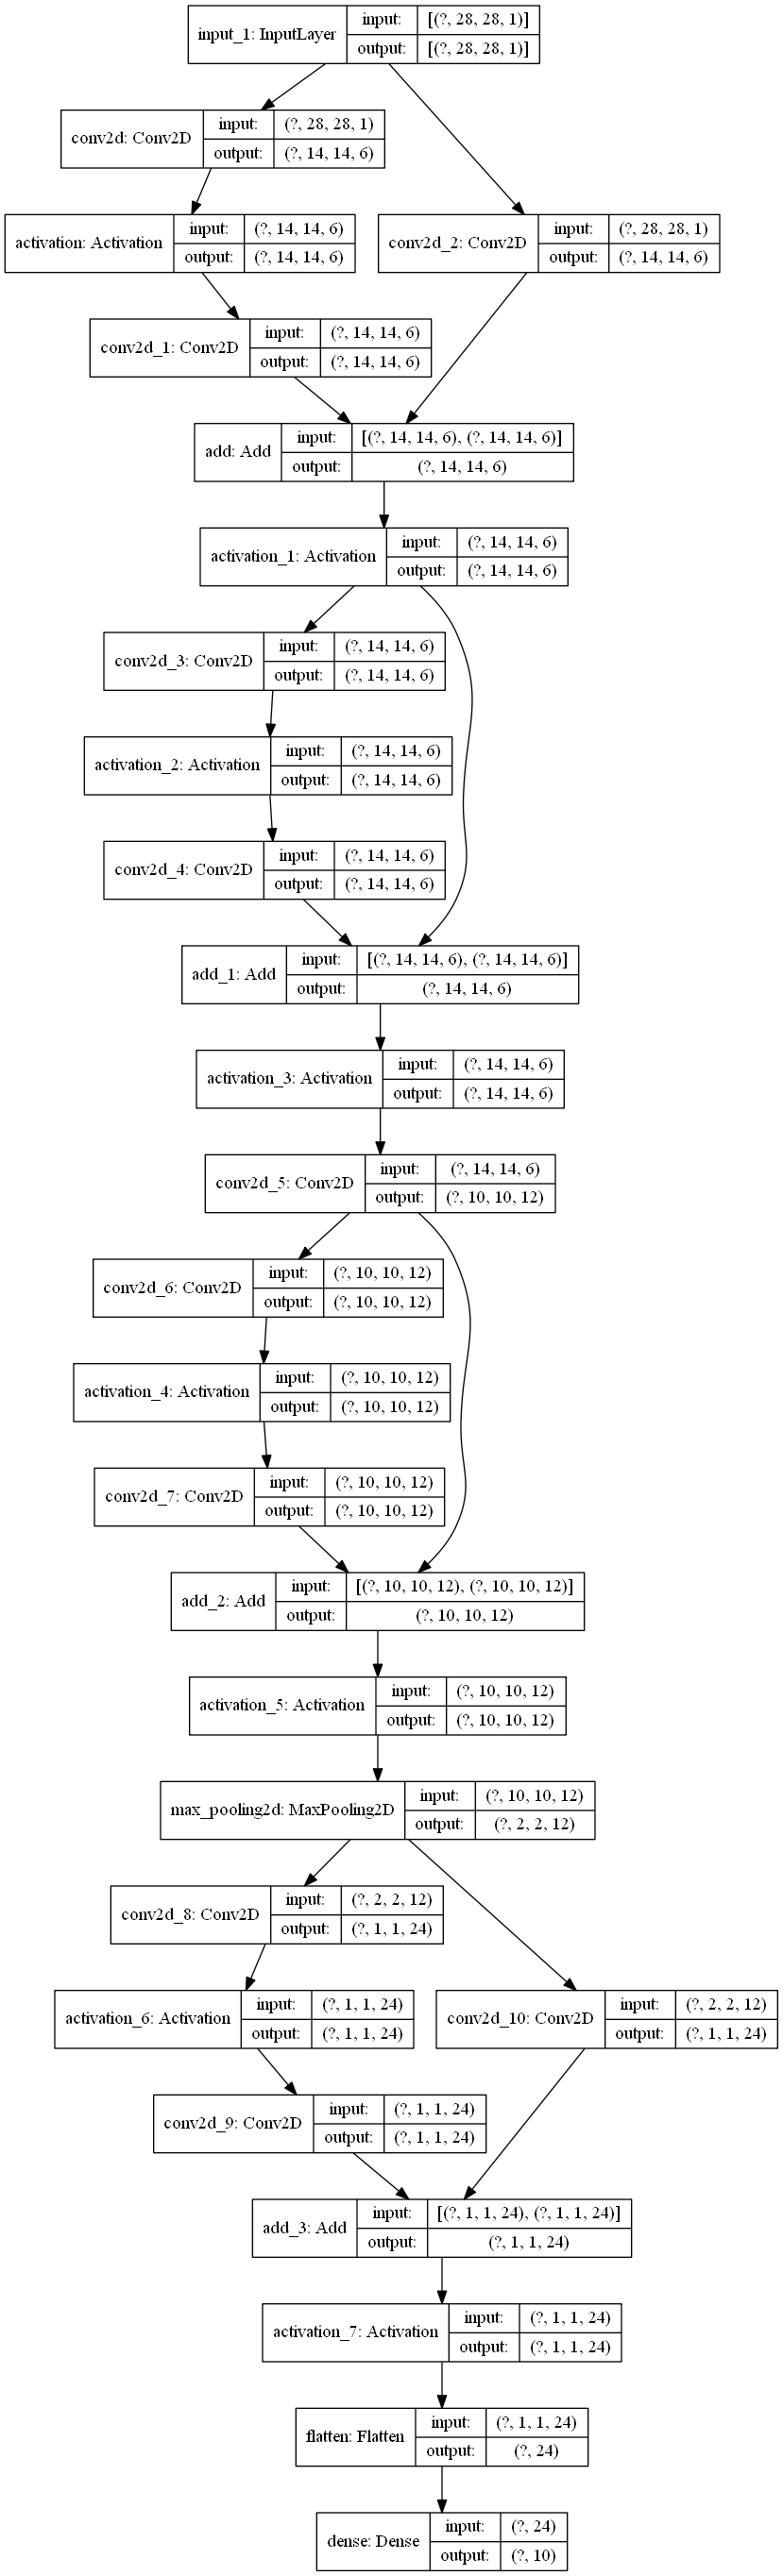 input_1: InputLayer
input: [(?, 28, 28, 1)]
output: [(?, 28, 28, 1)]
conv2d: Conv2D
input: (?, 28, 28, 1)
output: (?, 14, 14, 6)
activation: Activation
input: (?, 14, 14, 6)
output: (?, 14, 14, 6)
conv2d_2: Conv2D
input: (?, 28, 28, 1)
output: (?, 14, 14, 6)
conv2d_1: Conv2D
input: (?, 14, 14, 6)
output: (?, 14, 14, 6)
add: Add
input: [(?, 14, 14, 6), (?, 14, 14, 6)]
output: (?, 14, 14, 6)
activation_1: Activation
input: (?, 14, 14, 6)
output: (?, 14, 14, 6)
conv2d_3: Conv2D
input: (?, 14, 14, 6)
output: (?, 14, 14, 6)
activation_2: Activation
input: (?, 14, 14, 6)
output: (?, 14, 14, 6)
conv2d_4: Conv2D
input: (?, 14, 14, 6)
output: (?, 14, 14, 6)
add_1: Add
input: [(?, 14, 14, 6), (?, 14, 14, 6)]
output: (?, 14, 14, 6)
activation_3: Activation
input: (?, 14, 14, 6)
output: (?, 14, 14, 6)
conv2d_5: Conv2D
input: (?, 14, 14, 6)
output: (?, 10, 10, 12)
conv2d_6: Conv2D
input: (?, 10, 10, 12)
output: (?, 10, 10, 12)
activation_4: Activation
input: (?, 10, 10, 12)
output: (?, 10, 10, 12)
conv2d_7: Conv2D
input: (?, 10, 10, 12)
output: (?, 10, 10, 12)
add_2: Add
input: [(?, 10, 10, 12), (?, 10, 10, 12)]
output: (?, 10, 10, 12)
activation_5: Activation
input: (?, 10, 10, 12)
output: (?, 10, 10, 12)
max_pooling2d: MaxPooling2D
input: (?, 10, 10, 12)
output: (?, 2, 2, 12)
conv2d_8: Conv2D
input: (?, 2, 2, 12)
output: (?, 1, 1, 24)
activation_6: Activation
input: (?, 1, 1, 24)
output: (?, 1, 1, 24)
conv2d_10: Conv2D
input: (?, 2, 2, 12)
output: (?, 1, 1, 24)
conv2d_9: Conv2D
input: (?, 1, 1, 24)
output: (?, 1, 1, 24)
add_3: Add
input: [(?, 1, 1, 24), (?, 1, 1, 24)]
output: (?, 1, 1, 24)
activation_7: Activation
input: (?, 1, 1, 24)
output: (?, 1, 1, 24)
flatten: Flatten
input: (?, 1, 1, 24)
output: (?, 24)
dense: Dense
input: (?, 24)
output: (?, 10)